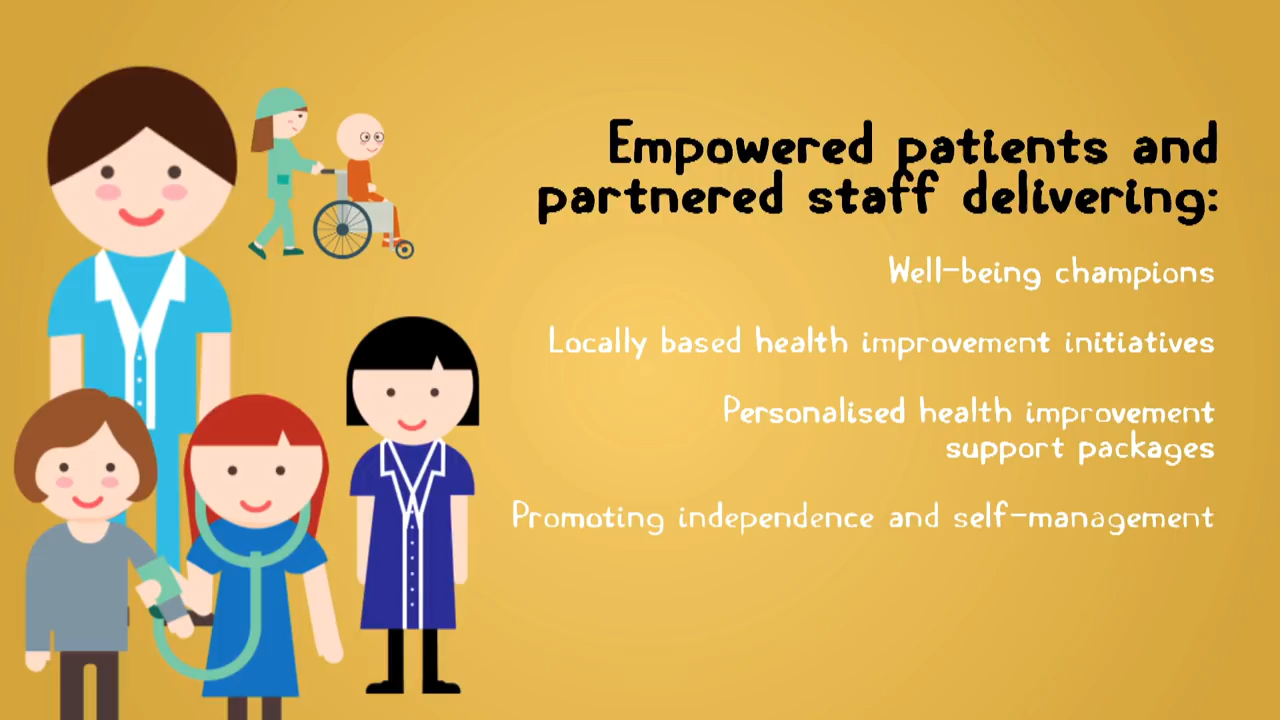 Empowered patients and
partnered staff delivering:
Well-being champions
Locally based health improvement initiatives
Personalised health improvement
support packages
Promoting independence and self-management